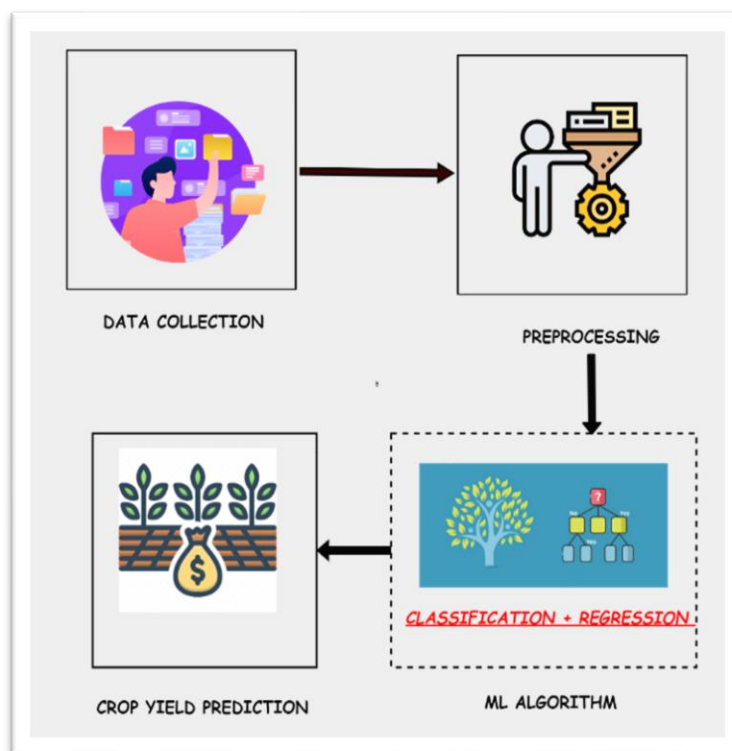 DATA COLLECTION
PREPROCESSING
?
$
CLASSIFICATION + REGRESSION
CROP YIELD PREDICTION
ML ALGORITHM